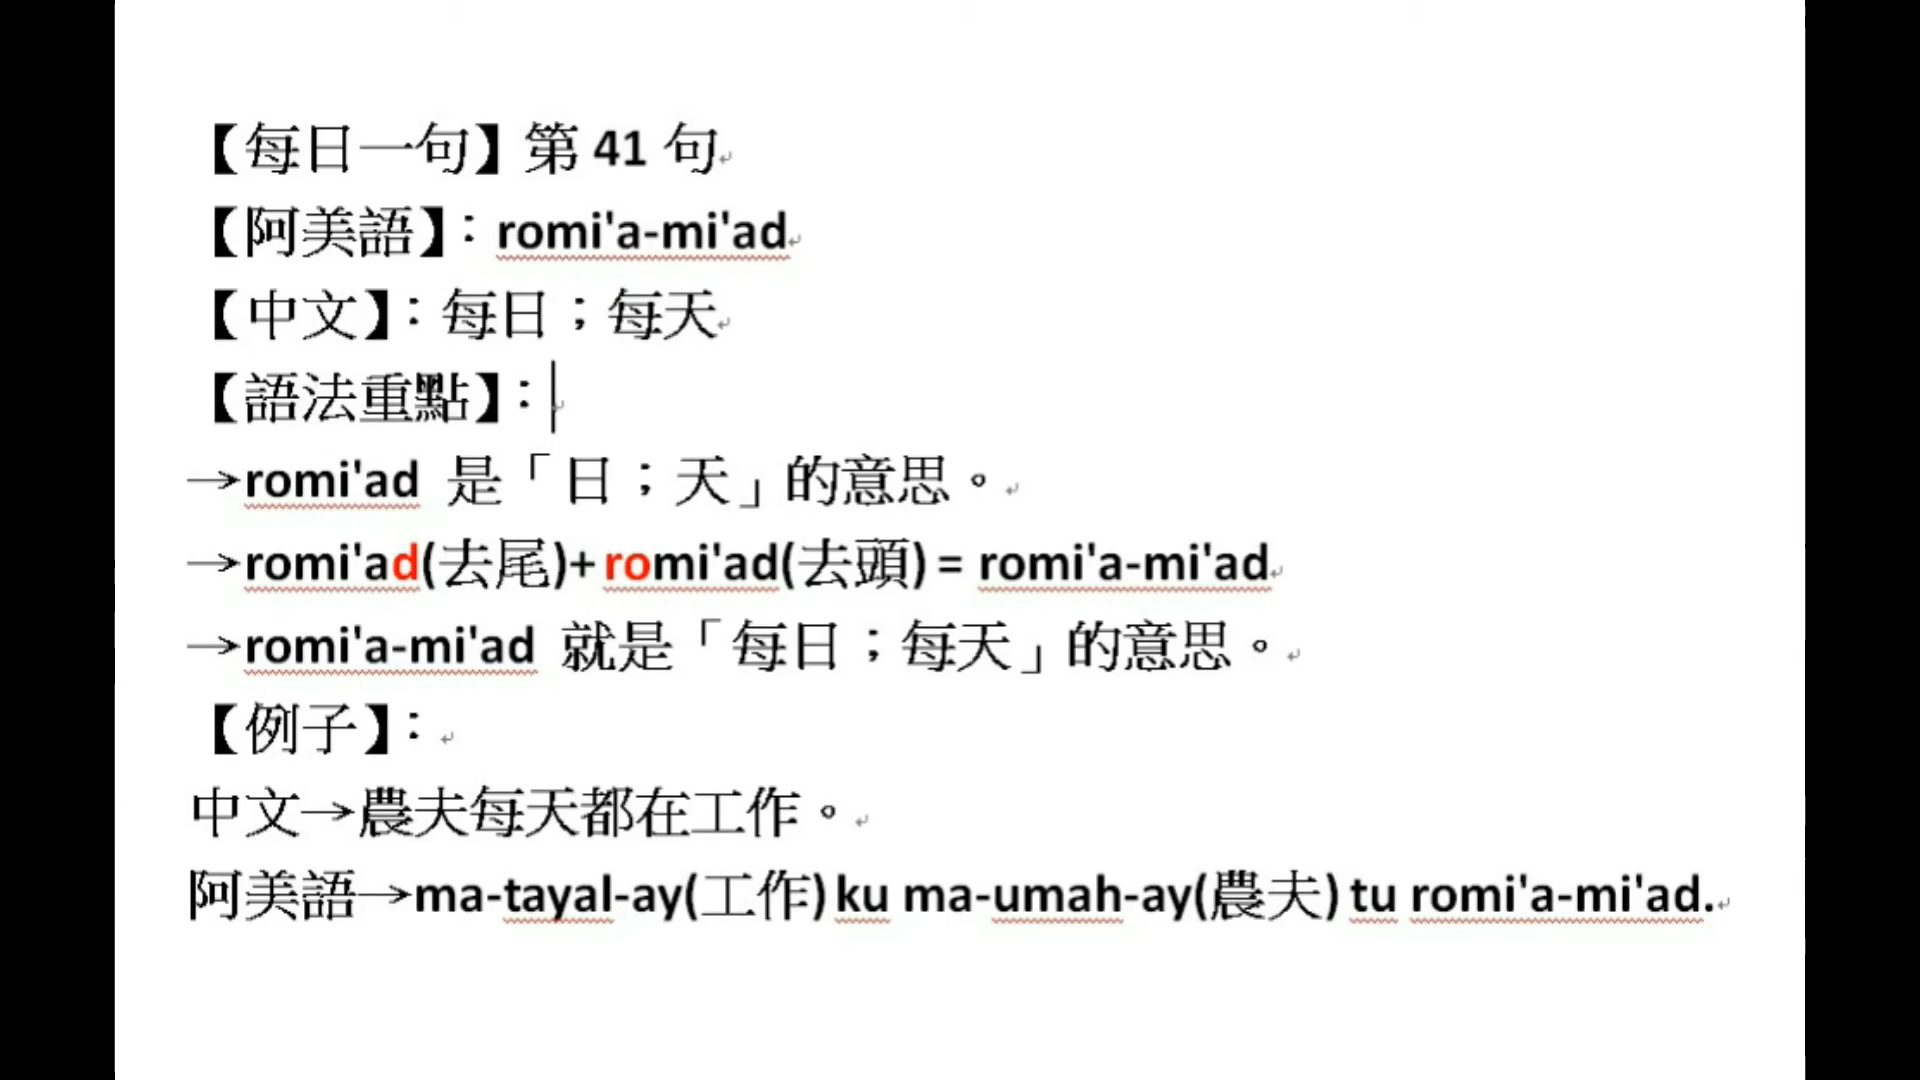 【每日一句】第 41 句
【阿美語】：romi'a-mi'ad
【中文】：每日；每天
【語法重點】：
→romi'ad 是「日；天」的意思。
→romi'ad(去尾)+ romi'ad(去頭) = romi'a-mi'ad
→romi'a-mi'ad 就是「每日；每天」的意思。
【例子】：
中文→農夫每天都在工作。
阿美語→ma-tayal-ay(工作) ku ma-umah-ay(農夫) tu romi'a-mi'ad.